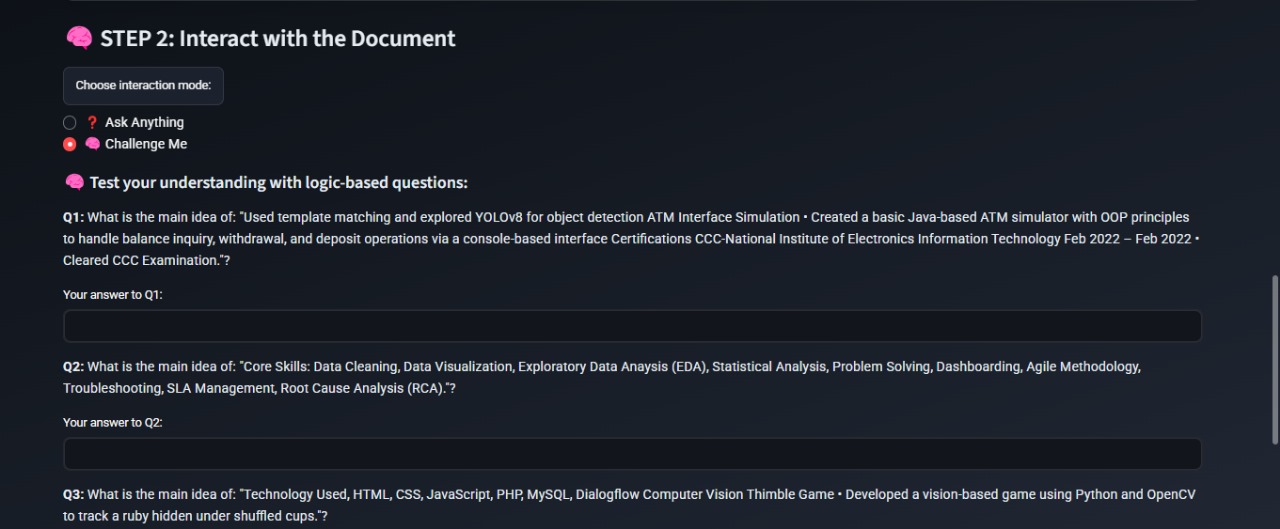 STEP 2: Interact with the Document
Choose interaction mode:
Ask Anything
Challenge Me
Test your understanding with logic-based questions:
Q1: What is the main idea of: "Used template matching and explored YOLOv8 for object detection ATM Interface Simulation • Created a basic Java-based ATM simulator with OOP principles
to handle balance inquiry, withdrawal, and deposit operations via a console-based interface Certifications CCC-National Institute of Electronics Information Technology Feb 2022 – Feb 2022 •
Cleared CCC Examination."?
Your answer to Q1:
Q2: What is the main idea of: "Core Skills: Data Cleaning, Data Visualization, Exploratory Data Anaysis (EDA), Statistical Analysis, Problem Solving, Dashboarding, Agile Methodology,
Troubleshooting, SLA Management, Root Cause Analysis (RCA)."?
Your answer to Q2:
Q3: What is the main idea of: "Technology Used, HTML, CSS, JavaScript, PHP, MySQL, Dialogflow Computer Vision Thimble Game • Developed a vision-based game using Python and OpenCV
to track a ruby hidden under shuffled cups."?